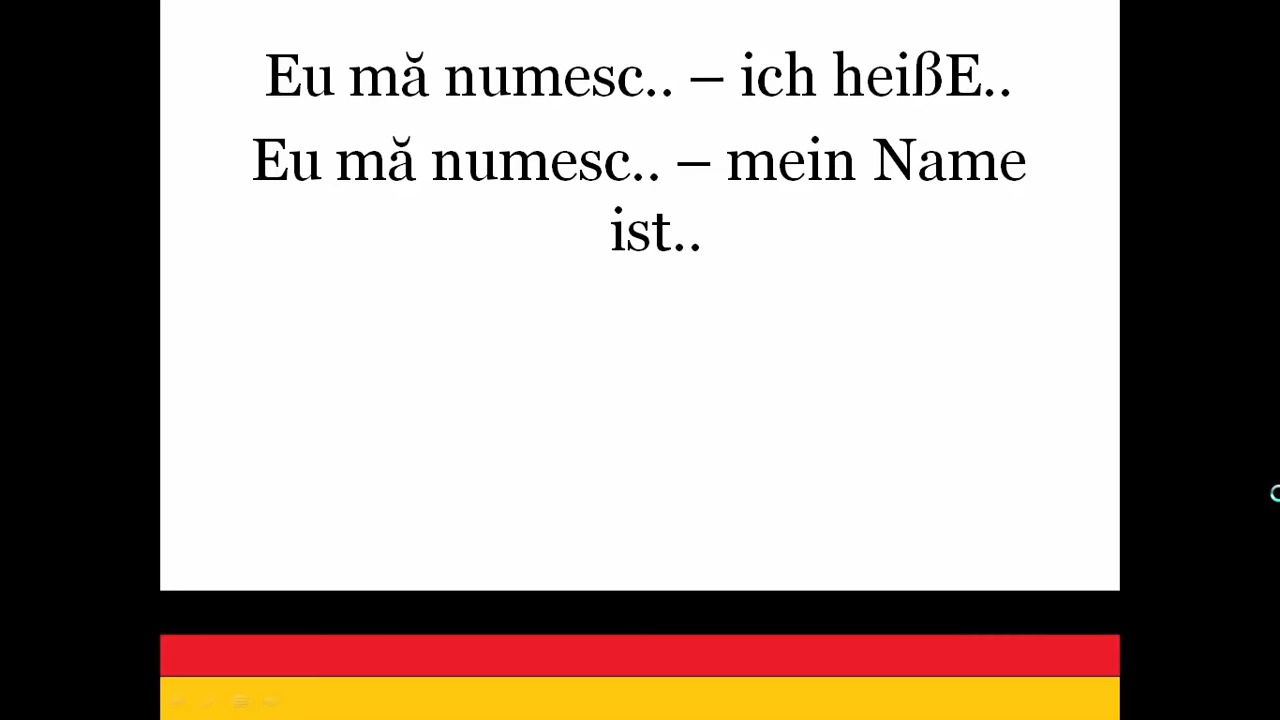 Eu mă numesc.. – ich heißE..
Eu mă numesc.. – mein Name
ist..